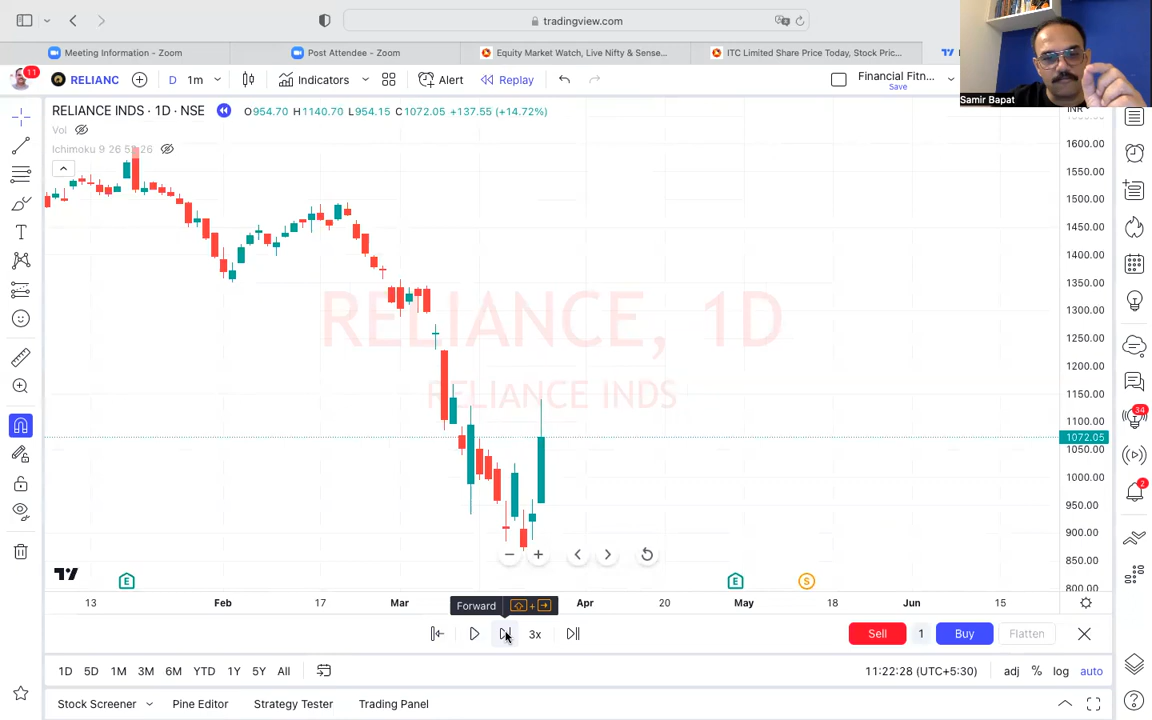 tradingview.com
Meeting Information - Zoom
Post Attendee - Zoom
Equity Market Watch, Live Nifty & Sense...
ITC Limited Share Price Today, Stock Pric...
11
RELIANC
D
1m
Indicators
Alert
Replay
Financial Fitn...
Save
Samir Bapat
RELIANCE INDS · 1D · NSE
O954.70 H1140.70 L954.15 C1072.05 +137.55 (+14.72%)
Vol
Ichimoku 9 26 52 26
RELIANCE, 1D
RELIANCE INDS
1600.00
1550.00
1500.00
1450.00
1400.00
1350.00
1300.00
1250.00
1200.00
1150.00
1100.00
1072.05
1050.00
1000.00
950.00
900.00
850.00
800.00
34
2
E
E
S
13
Feb
17
Mar
Apr
20
May
18
Jun
15
Forward
3x
Sell
1
Buy
Flatten
1D
5D
1M
3M
6M
YTD
1Y
5Y
All
11:22:28 (UTC+5:30)
adj
%
log
auto
Stock Screener
Pine Editor
Strategy Tester
Trading Panel